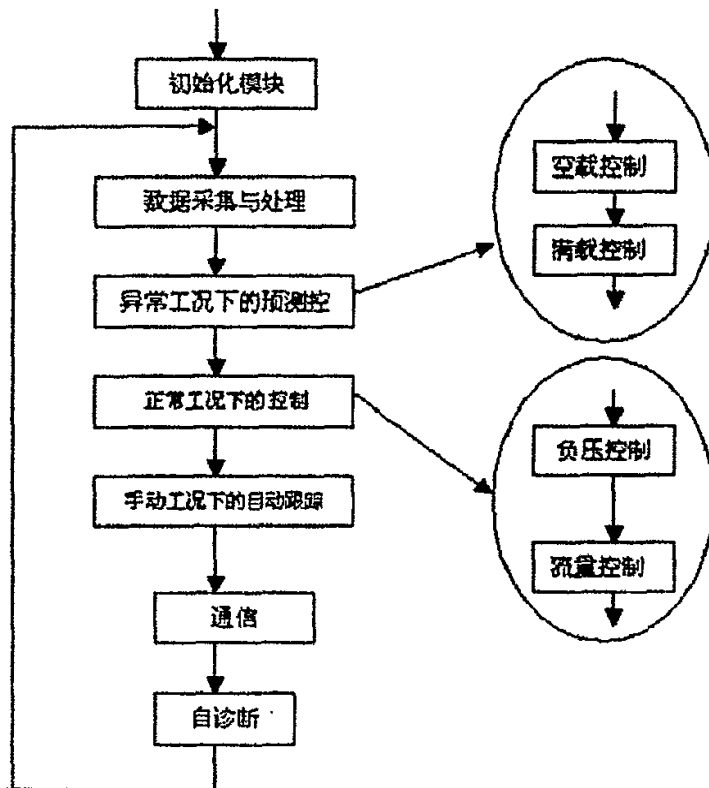 初始化模块
数据采集与处理
异常工况下的预测控
正常工况下的控制
手动工况下的自动跟踪
通信
自诊断
空载控制
满载控制
负压控制
流量控制